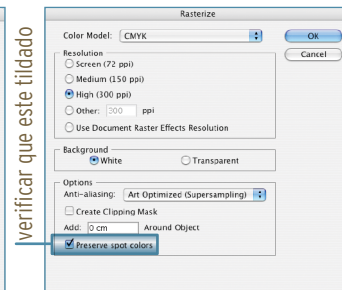 verificar que este tildado
Rasterize
Color Model: CMYK
OK
Cancel
Resolution
Screen (72 ppi)
Medium (150 ppi)
High (300 ppi)
Other: 300 ppi
Use Document Raster Effects Resolution
Background
White Transparent
Options
Anti-aliasing: Art Optimized (Supersampling)
Create Clipping Mask
Add: 0 cm Around Object
Preserve spot colors